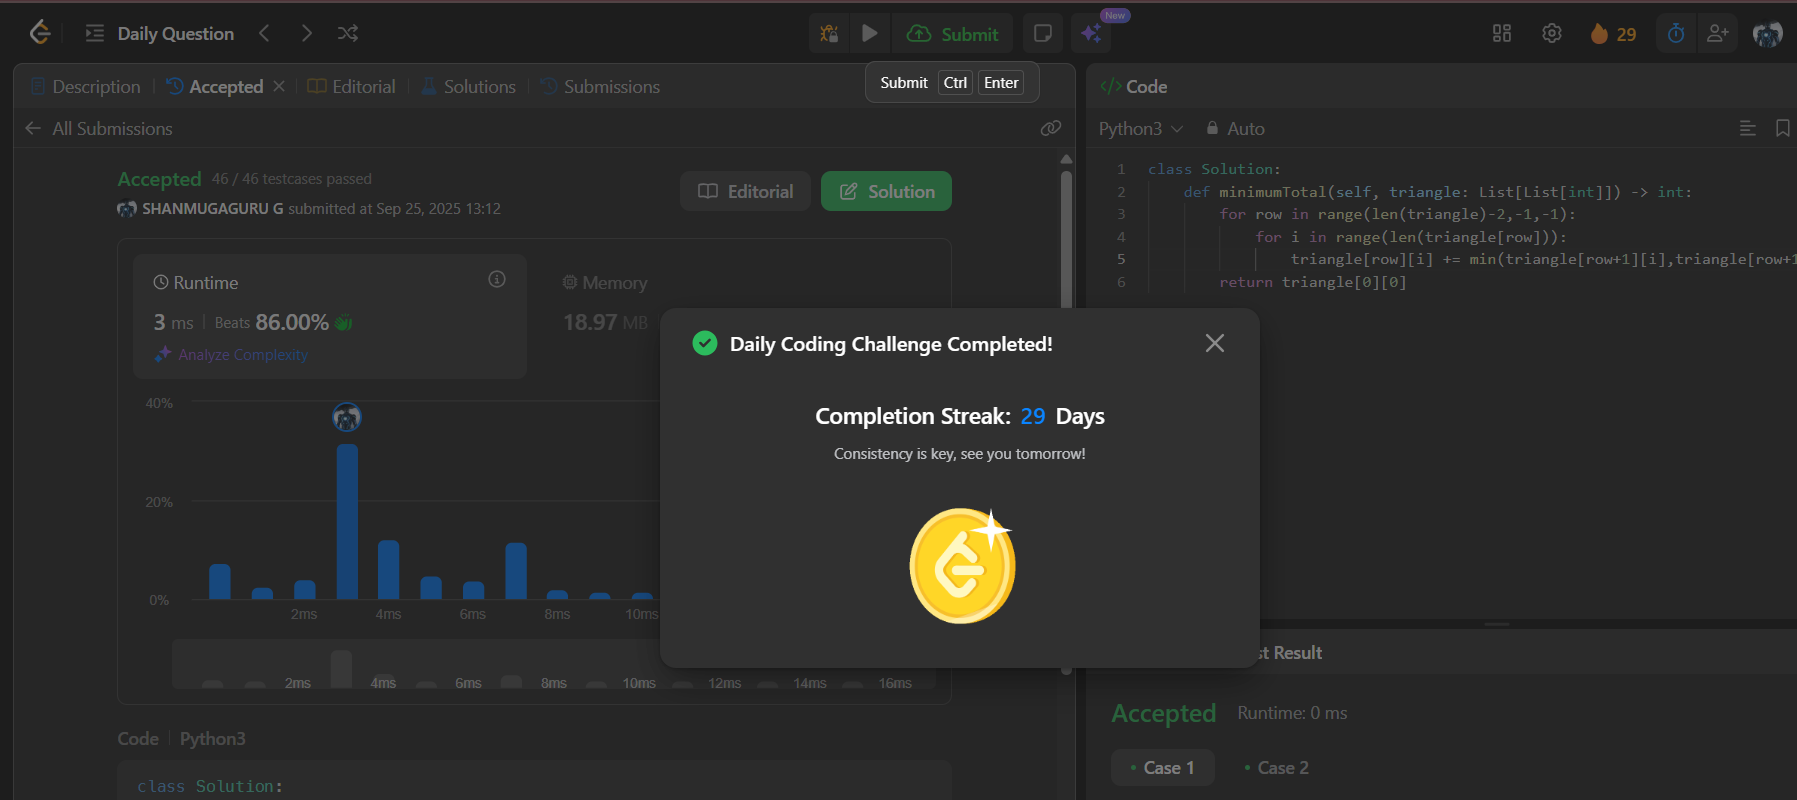 Daily Question
Submit
New
29
Submit Ctrl Enter
Description
Accepted
Editorial
Solutions
Submissions
All Submissions
Accepted 46 / 46 testcases passed
SHANMUGAGURU G submitted at Sep 25, 2025 13:12
Editorial
Solution
Runtime
3 ms | Beats 86.00%
Analyze Complexity
Memory
18.97 MB
40%
20%
0%
2ms 4ms 6ms 8ms 10ms
2ms 4ms 6ms 8ms 10ms 12ms 14ms 16ms
Code | Python3
class Solution:
Daily Coding Challenge Completed!
Completion Streak: 29 Days
Consistency is key, see you tomorrow!
</> Code
Python3 Auto
1 class Solution:
2 def minimumTotal(self, triangle: List[List[int]]) -> int:
3 for row in range(len(triangle)-2,-1,-1):
4 for i in range(len(triangle[row])):
5 triangle[row][i] += min(triangle[row+1][i],triangle[row+1
6 return triangle[0][0]
st Result
Accepted Runtime: 0 ms
• Case 1 • Case 2